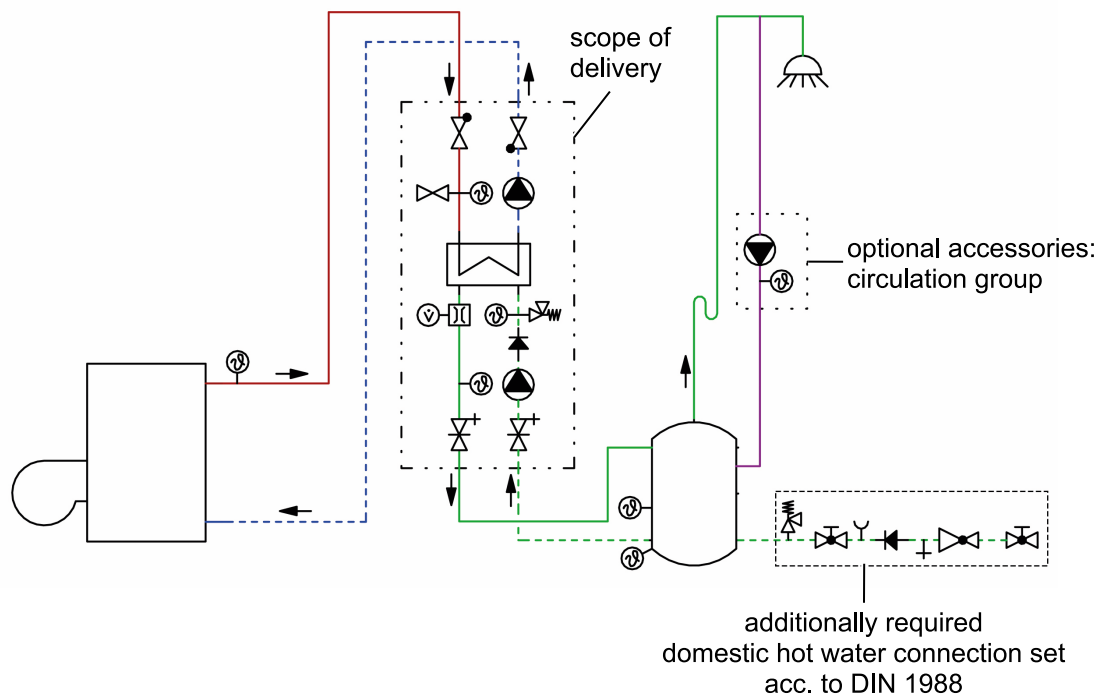 scope of
delivery
optional accessories:
circulation group
ϑ
ϑ
ϑ
V̇
ϑ
ϑ
ϑ
ϑ
ϑ
additionally required
domestic hot water connection set
acc. to DIN 1988